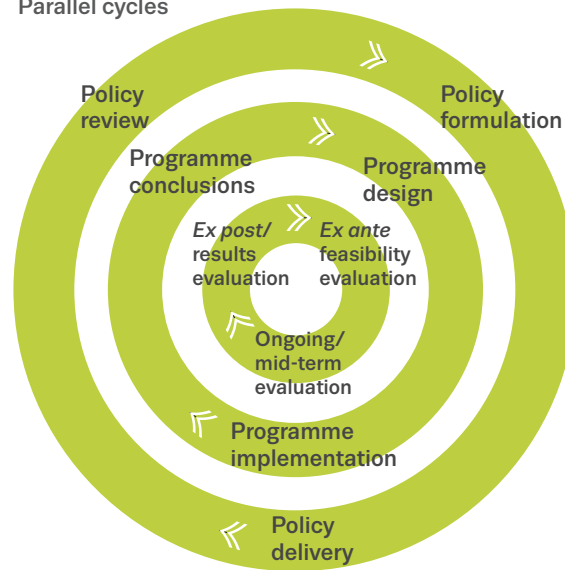 Parallel cycles
Policy
review
Policy
formulation
Programme
conclusions
Programme
design
Ex post/
results
evaluation
Ex ante
feasibility
evaluation
Ongoing/
mid-term
evaluation
Programme
implementation
Policy
delivery